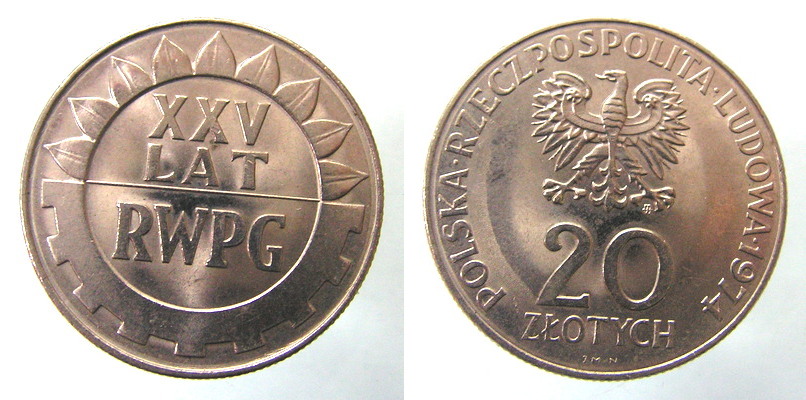 XXV
LAT
RWPG
POLSKA·RZECZPOSPOLITA·LUDOWA·1974
20
ZŁOTYCH